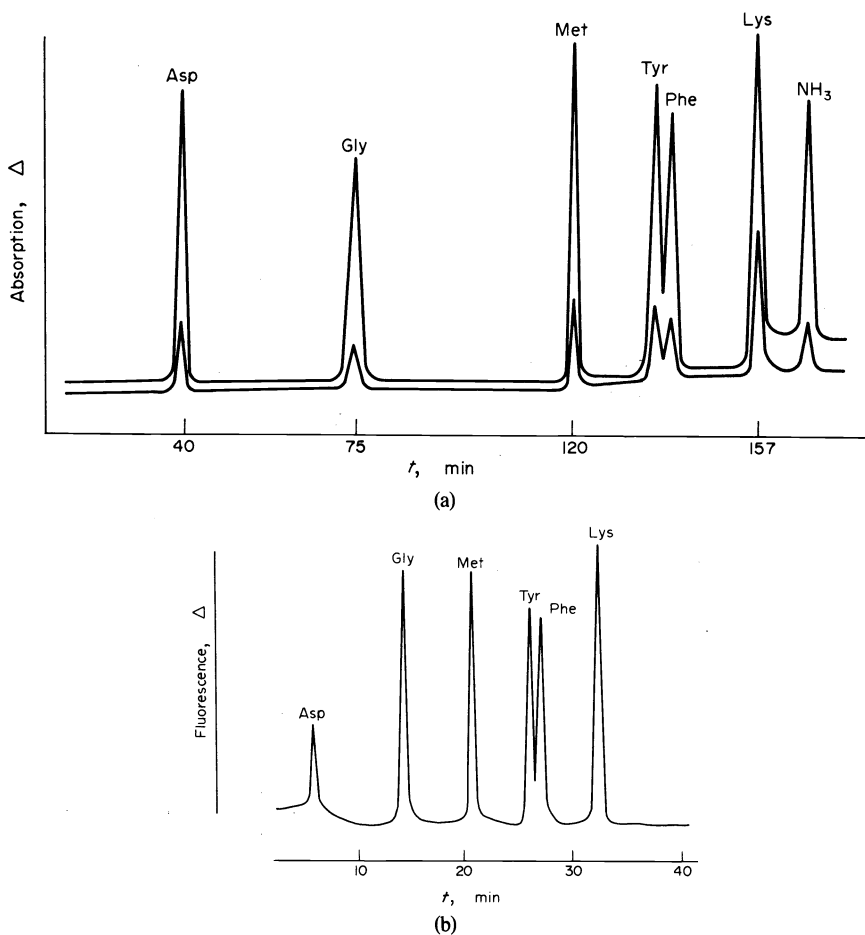 Asp
Gly
Met
Tyr
Phe
Lys
NH₃
Absorption, Δ
40 75 120 157
t, min
(a)
Asp
Gly
Met
Tyr
Phe
Lys
Fluorescence, Δ
10 20 30 40
t, min
(b)